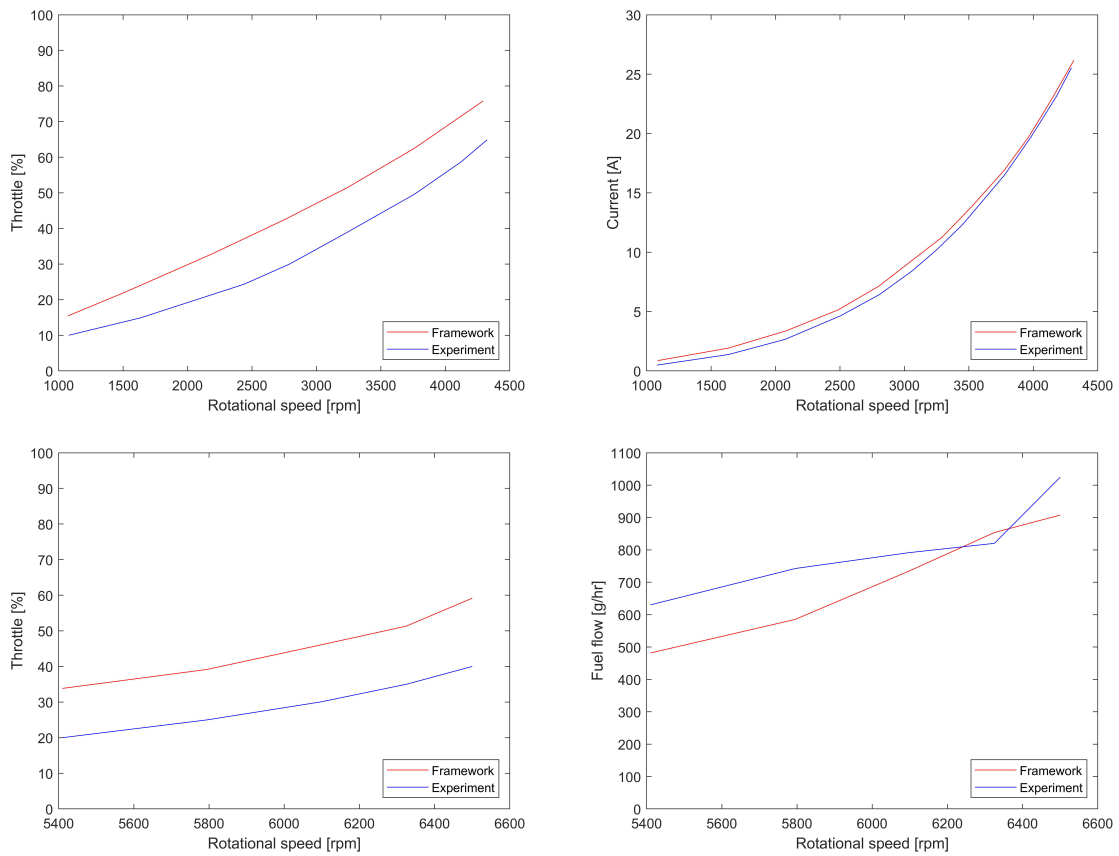 100
90
80
70
60
50
40
30
20
10
0
Throttle [%]
1000 1500 2000 2500 3000 3500 4000 4500
Rotational speed [rpm]
Framework
Experiment
30
25
20
15
10
5
0
Current [A]
1000 1500 2000 2500 3000 3500 4000 4500
Rotational speed [rpm]
Framework
Experiment
100
90
80
70
60
50
40
30
20
10
0
Throttle [%]
5400 5600 5800 6000 6200 6400 6600
Rotational speed [rpm]
Framework
Experiment
1100
1000
900
800
700
600
500
400
300
200
100
0
Fuel flow [g/hr]
5400 5600 5800 6000 6200 6400 6600
Rotational speed [rpm]
Framework
Experiment